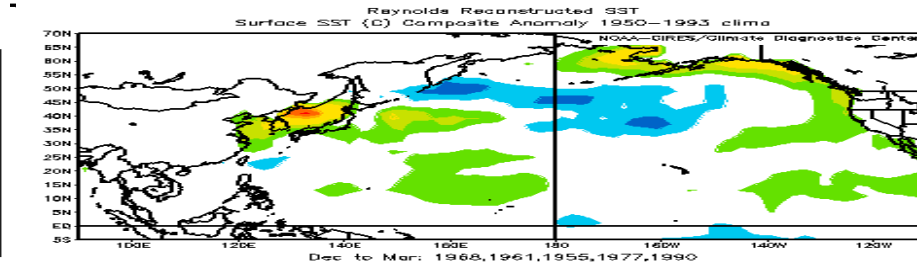 Reynolds Reconstructed SST
Surface SST (C) Composite Anomaly 1950-1993 climo
NOAA-CIRES/Climate Diagnostics Center
70N
65N
60N
55N
50N
45N
40N
35N
30N
25N
20N
15N
10N
5N
EQ
5S
100E 120E 140E 160E 180 160W 140W 120W
Dec to Mar: 1968,1961,1955,1977,1990